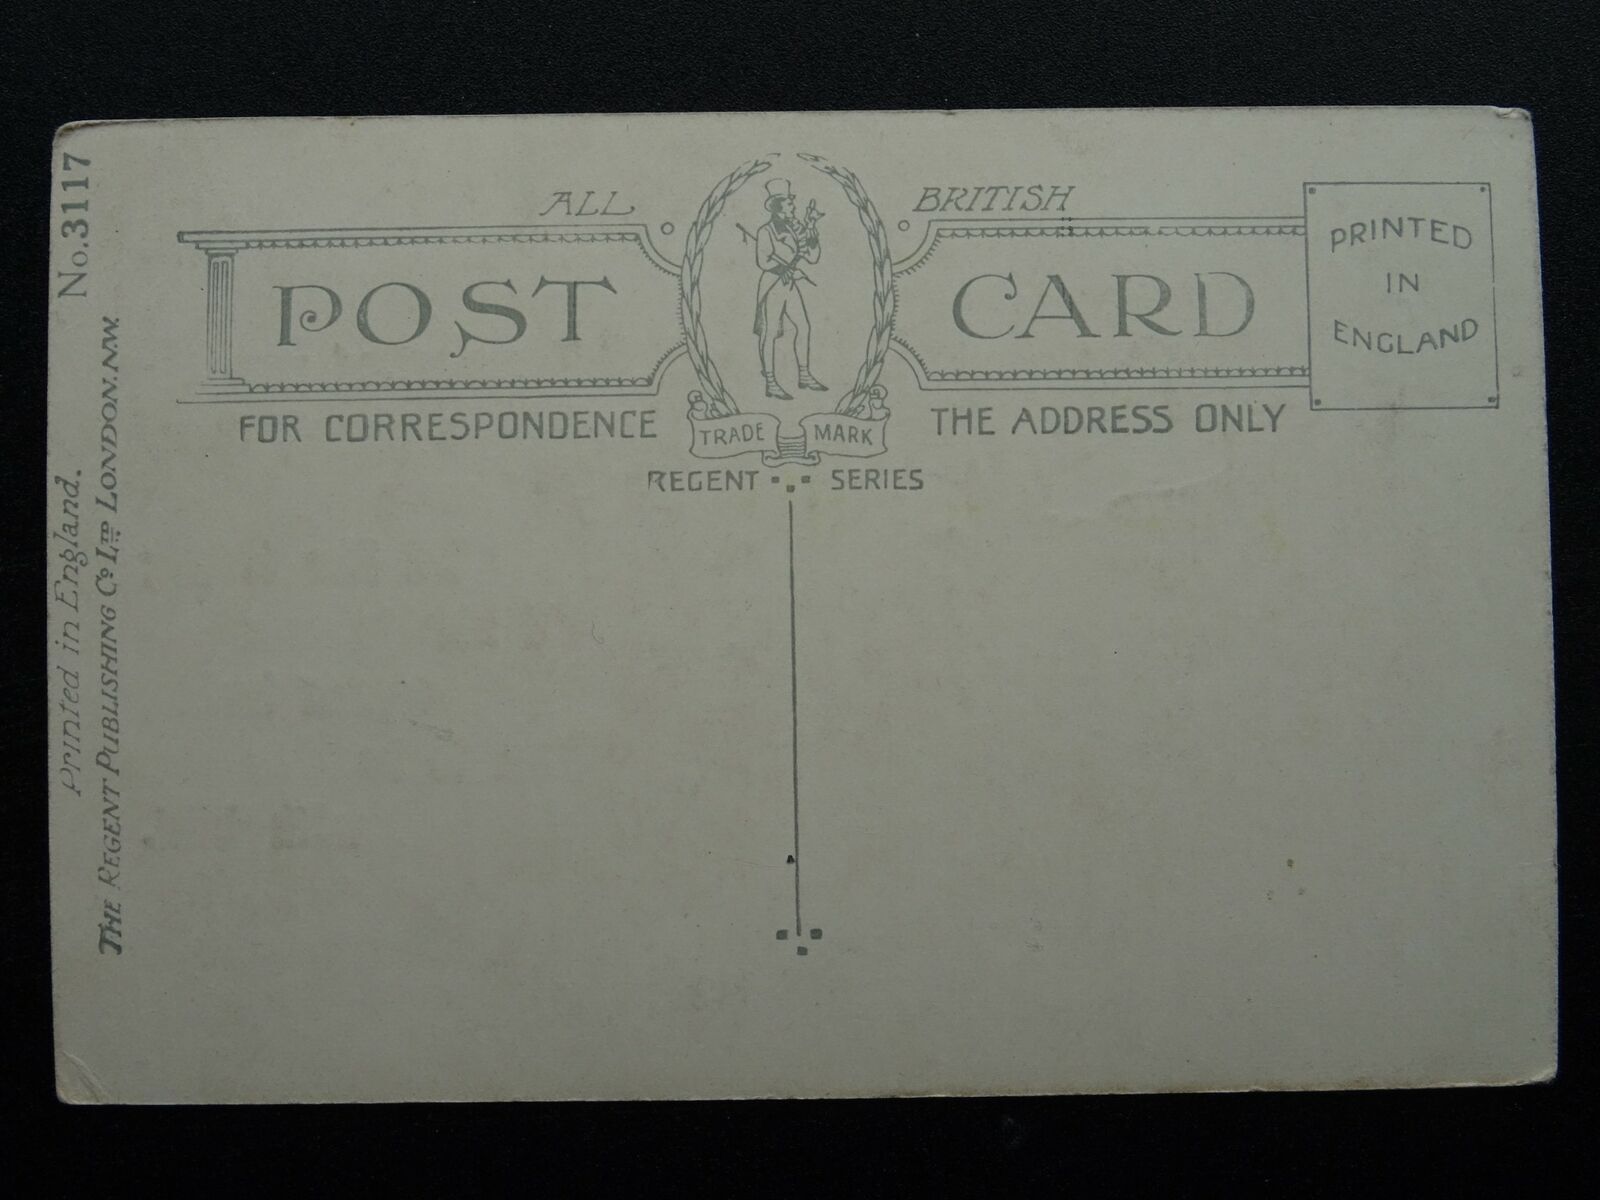 No. 3117
Printed in England.
THE REGENT PUBLISHING Co LTD LONDON. N.W.
ALL BRITISH
POST CARD
PRINTED
IN
ENGLAND
FOR CORRESPONDENCE
THE ADDRESS ONLY
TRADE MARK
REGENT SERIES